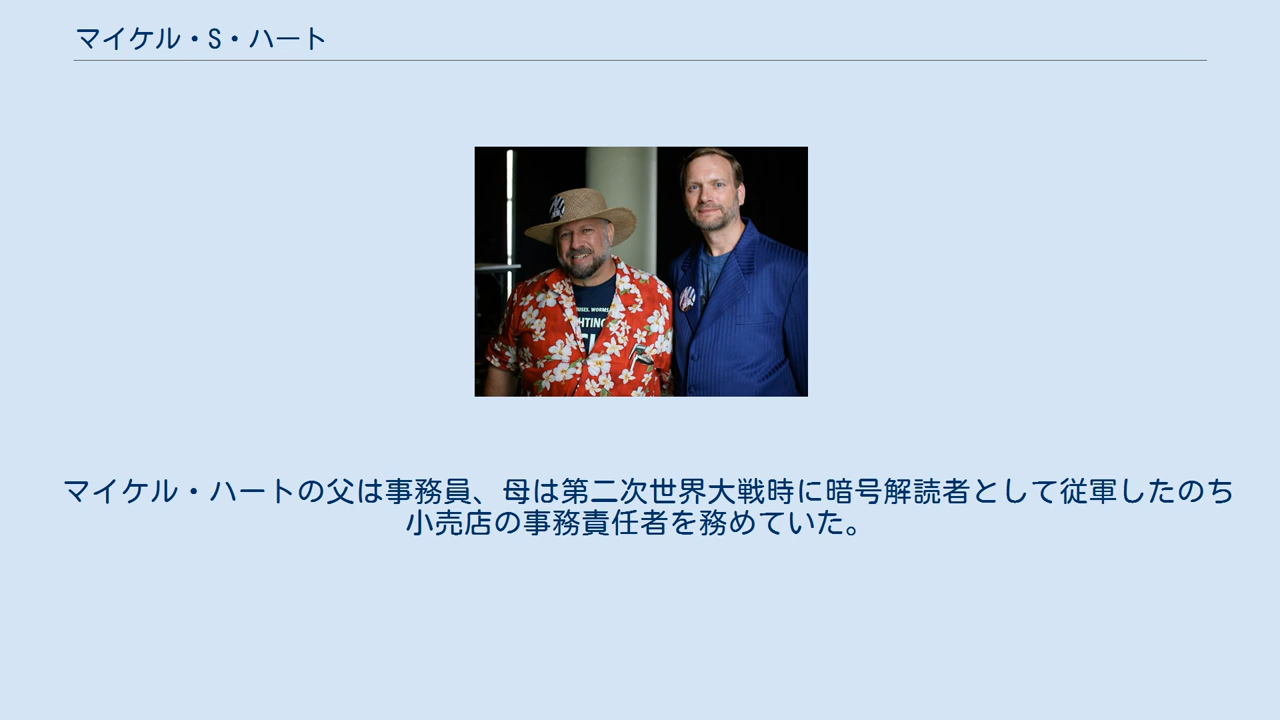 マイケル・S・ハート
HTING
マイケル・ハートの父は事務員、母は第二次世界大戦時に暗号解読者として従軍したのち
小売店の事務責任者を務めていた。